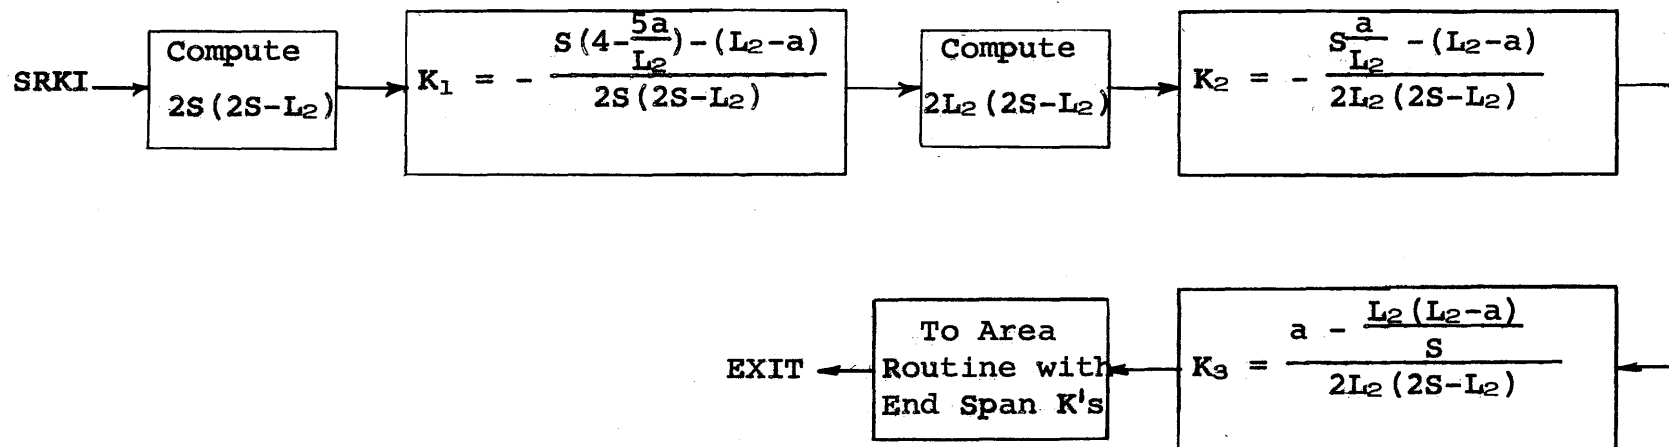 SRKI
Compute
2S(2S-L₂)
K₁ = - (S(4-5a/L₂)-(L₂-a))/(2S(2S-L₂))
Compute
2L₂(2S-L₂)
K₂ = - (S a/L₂ -(L₂-a))/(2L₂(2S-L₂))
K₃ = (a - L₂(L₂-a)/S)/(2L₂(2S-L₂))
To Area
Routine with
End Span K's
EXIT